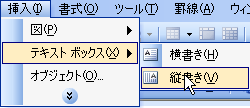 挿入(I) 書式(O) ツール(T) 罫線(A)
図(P)
テキスト ボックス(X) 横書き(H)
オブジェクト(O)... 縦書き(V)